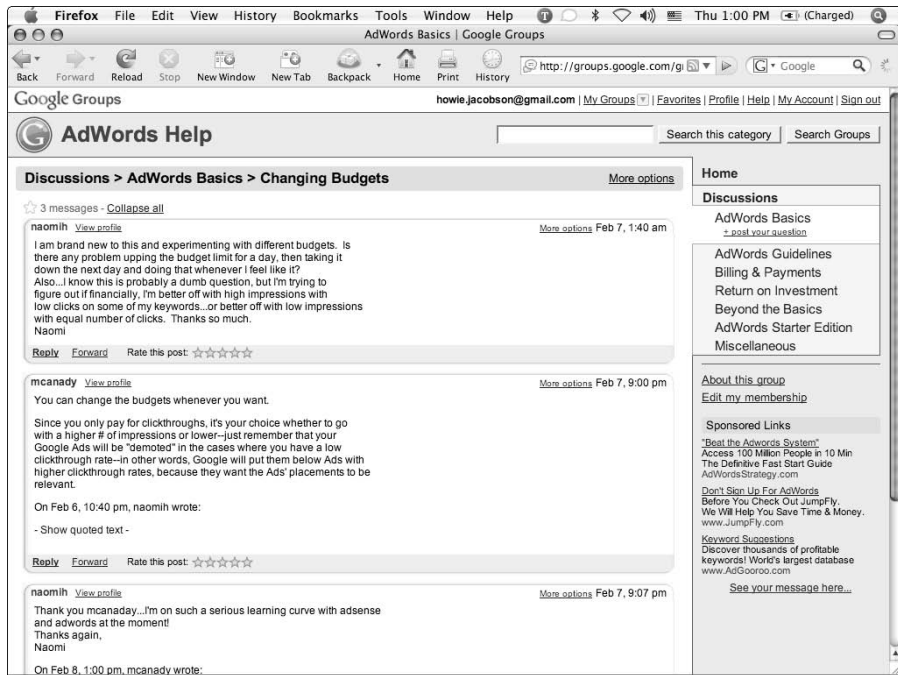 Firefox File Edit View History Bookmarks Tools Window Help Thu 1:00 PM (Charged)
AdWords Basics | Google Groups
Back Forward Reload Stop New Window New Tab Backpack Home Print History http://groups.google.com/g Google
Google Groups
howie.jacobson@gmail.com | My Groups | Favorites | Profile | Help | My Account | Sign out
AdWords Help
Search this category Search Groups
Discussions > AdWords Basics > Changing Budgets More options
3 messages - Collapse all
naomih View profile More options Feb 7, 1:40 am
I am brand new to this and experimenting with different budgets. Is
there any problem upping the budget limit for a day, then taking it
down the next day and doing that whenever I feel like it?
Also...I know this is probably a dumb question, but I'm trying to
figure out if financially, I'm better off with high impressions with
low clicks on some of my keywords...or better off with low impressions
with equal number of clicks. Thanks so much.
Naomi
Reply Forward Rate this post:
mcanady View profile More options Feb 7, 9:00 pm
You can change the budgets whenever you want.
Since you only pay for clickthroughs, it's your choice whether to go
with a higher # of impressions or lower--just remember that your
Google Ads will be "demoted" in the cases where you have a low
clickthrough rate--in other words, Google will put them below Ads with
higher clickthrough rates, because they want the Ads' placements to be
relevant.
On Feb 6, 10:40 pm, naomih wrote:
- Show quoted text -
Reply Forward Rate this post:
naomih View profile More options Feb 7, 9:07 pm
Thank you mcanaday...I'm on such a serious learning curve with adsense
and adwords at the moment!
Thanks again,
Naomi
On Feb 8, 1:00 pm, mcanady wrote:
Home
Discussions
AdWords Basics
+ post your question
AdWords Guidelines
Billing & Payments
Return on Investment
Beyond the Basics
AdWords Starter Edition
Miscellaneous
About this group
Edit my membership
Sponsored Links
"Beat the Adwords System"
Access 100 Million People in 10 Min
The Definitive Fast Start Guide
AdWordsStrategy.com
Don't Sign Up For AdWords
Before You Check Out JumpFly.
We Will Help You Save Time & Money.
www.JumpFly.com
Keyword Suggestions
Discover thousands of profitable
keywords! World's largest database
www.AdGooroo.com
See your message here...